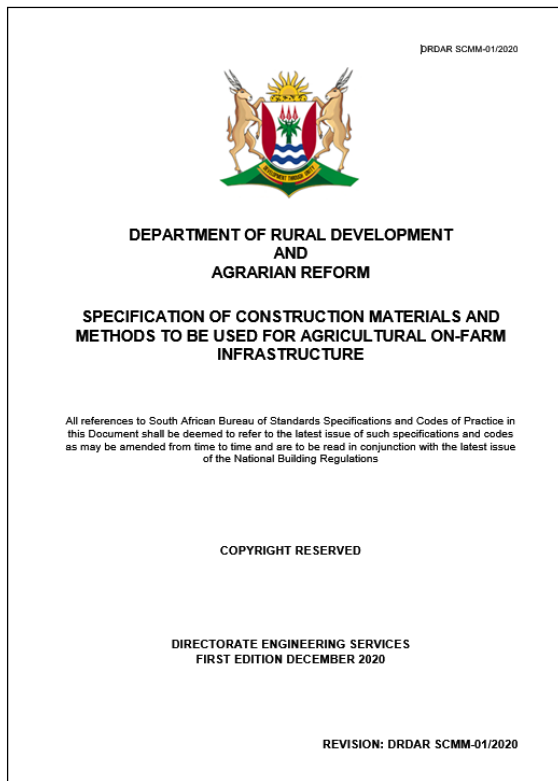 DRDAR SCMM-01/2020
DEVELOPMENT THROUGH UNITY
DEPARTMENT OF RURAL DEVELOPMENT
AND
AGRARIAN REFORM
SPECIFICATION OF CONSTRUCTION MATERIALS AND
METHODS TO BE USED FOR AGRICULTURAL ON-FARM
INFRASTRUCTURE
All references to South African Bureau of Standards Specifications and Codes of Practice in
this Document shall be deemed to refer to the latest issue of such specifications and codes
as may be amended from time to time and are to be read in conjunction with the latest issue
of the National Building Regulations
COPYRIGHT RESERVED
DIRECTORATE ENGINEERING SERVICES
FIRST EDITION DECEMBER 2020
REVISION: DRDAR SCMM-01/2020